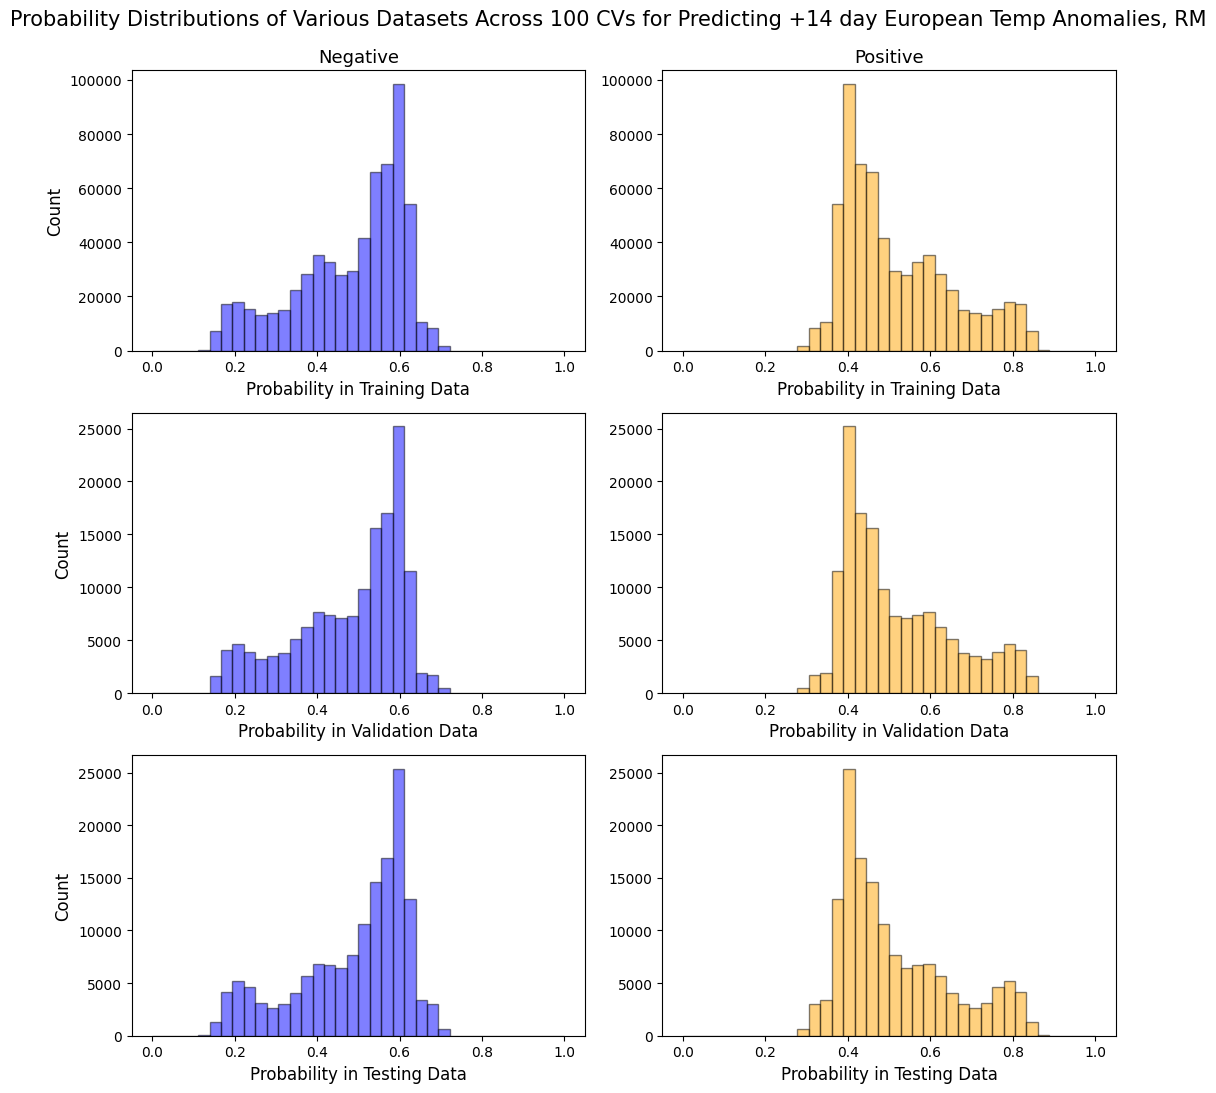 Probability Distributions of Various Datasets Across 100 CVs for Predicting +14 day European Temp Anomalies, RM
Negative
Positive
100000
80000
60000
40000
20000
0
Count
0.0 0.2 0.4 0.6 0.8 1.0
Probability in Training Data
100000
80000
60000
40000
20000
0
0.0 0.2 0.4 0.6 0.8 1.0
Probability in Training Data
25000
20000
15000
10000
5000
0
Count
0.0 0.2 0.4 0.6 0.8 1.0
Probability in Validation Data
25000
20000
15000
10000
5000
0
0.0 0.2 0.4 0.6 0.8 1.0
Probability in Validation Data
25000
20000
15000
10000
5000
0
Count
0.0 0.2 0.4 0.6 0.8 1.0
Probability in Testing Data
25000
20000
15000
10000
5000
0
0.0 0.2 0.4 0.6 0.8 1.0
Probability in Testing Data